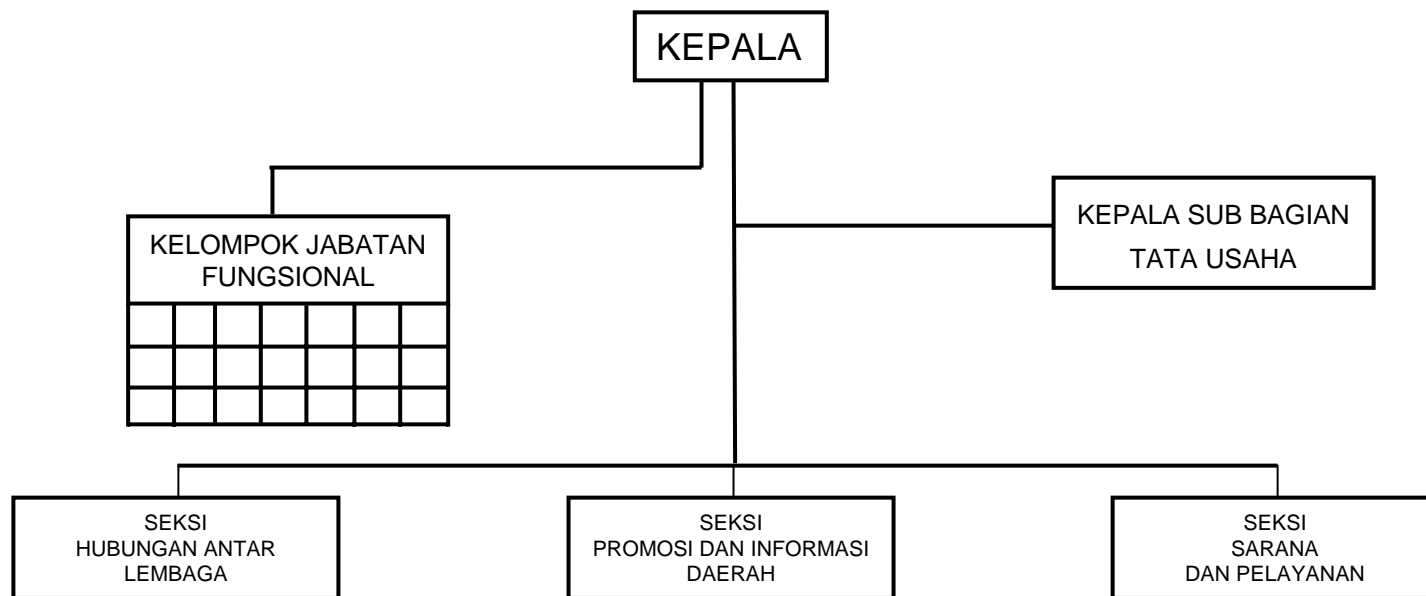 KEPALA
KELOMPOK JABATAN
FUNGSIONAL
KEPALA SUB BAGIAN
TATA USAHA
SEKSI
HUBUNGAN ANTAR
LEMBAGA
SEKSI
PROMOSI DAN INFORMASI
DAERAH
SEKSI
SARANA
DAN PELAYANAN